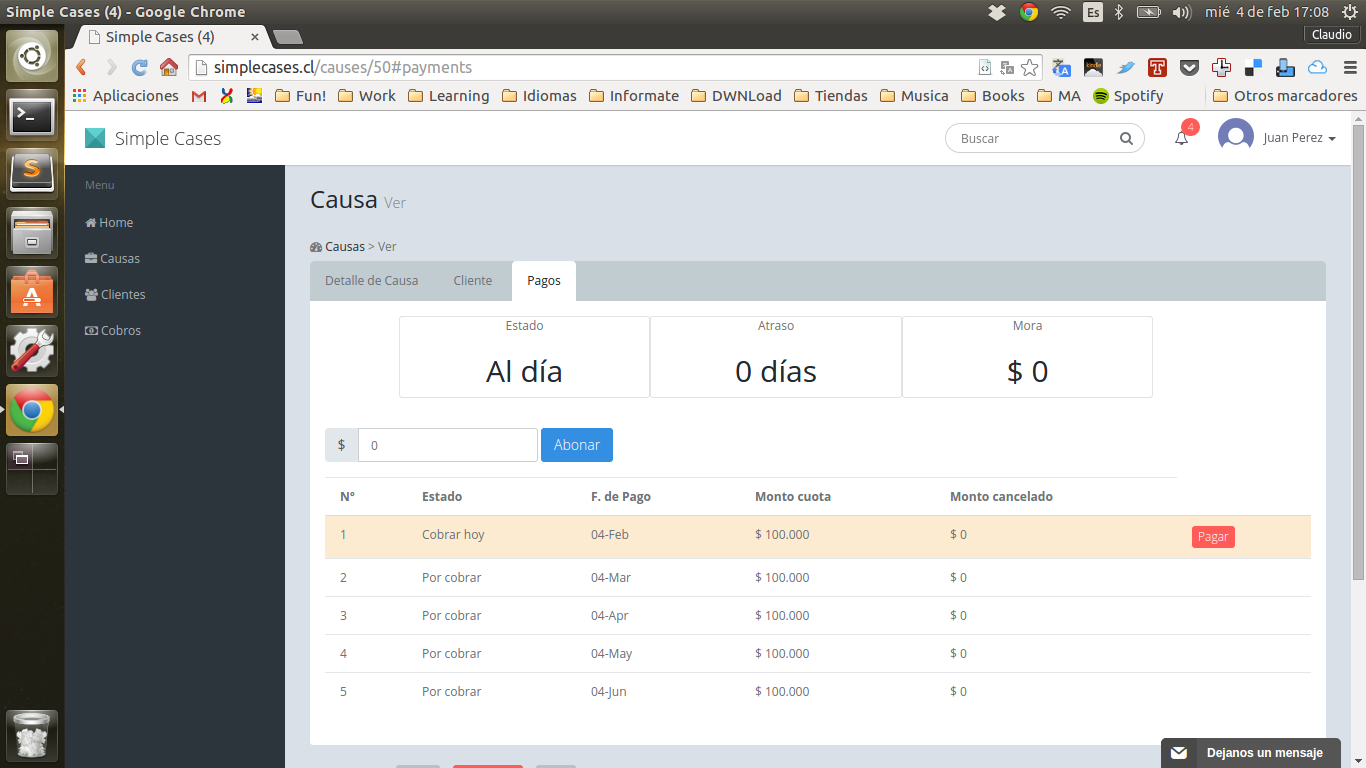 Simple Cases (4) - Google Chrome
Es
mié 4 de feb 17:08
Simple Cases (4)
Claudio
simplecases.cl/causes/50#payments
Aplicaciones
Fun!
Work
Learning
Idiomas
Informate
DWNLoad
Tiendas
Musica
Books
MA
Spotify
Otros marcadores
Simple Cases
Buscar
4
Juan Perez
Menu
Home
Causas
Clientes
Cobros
Causa Ver
Causas > Ver
Detalle de Causa
Cliente
Pagos
Estado
Atraso
Mora
Al día
0 días
$ 0
$
0
Abonar
N° Estado F. de Pago Monto cuota Monto cancelado
1 Cobrar hoy 04-Feb $ 100.000 $ 0 Pagar
2 Por cobrar 04-Mar $ 100.000 $ 0
3 Por cobrar 04-Apr $ 100.000 $ 0
4 Por cobrar 04-May $ 100.000 $ 0
5 Por cobrar 04-Jun $ 100.000 $ 0
Dejanos un mensaje